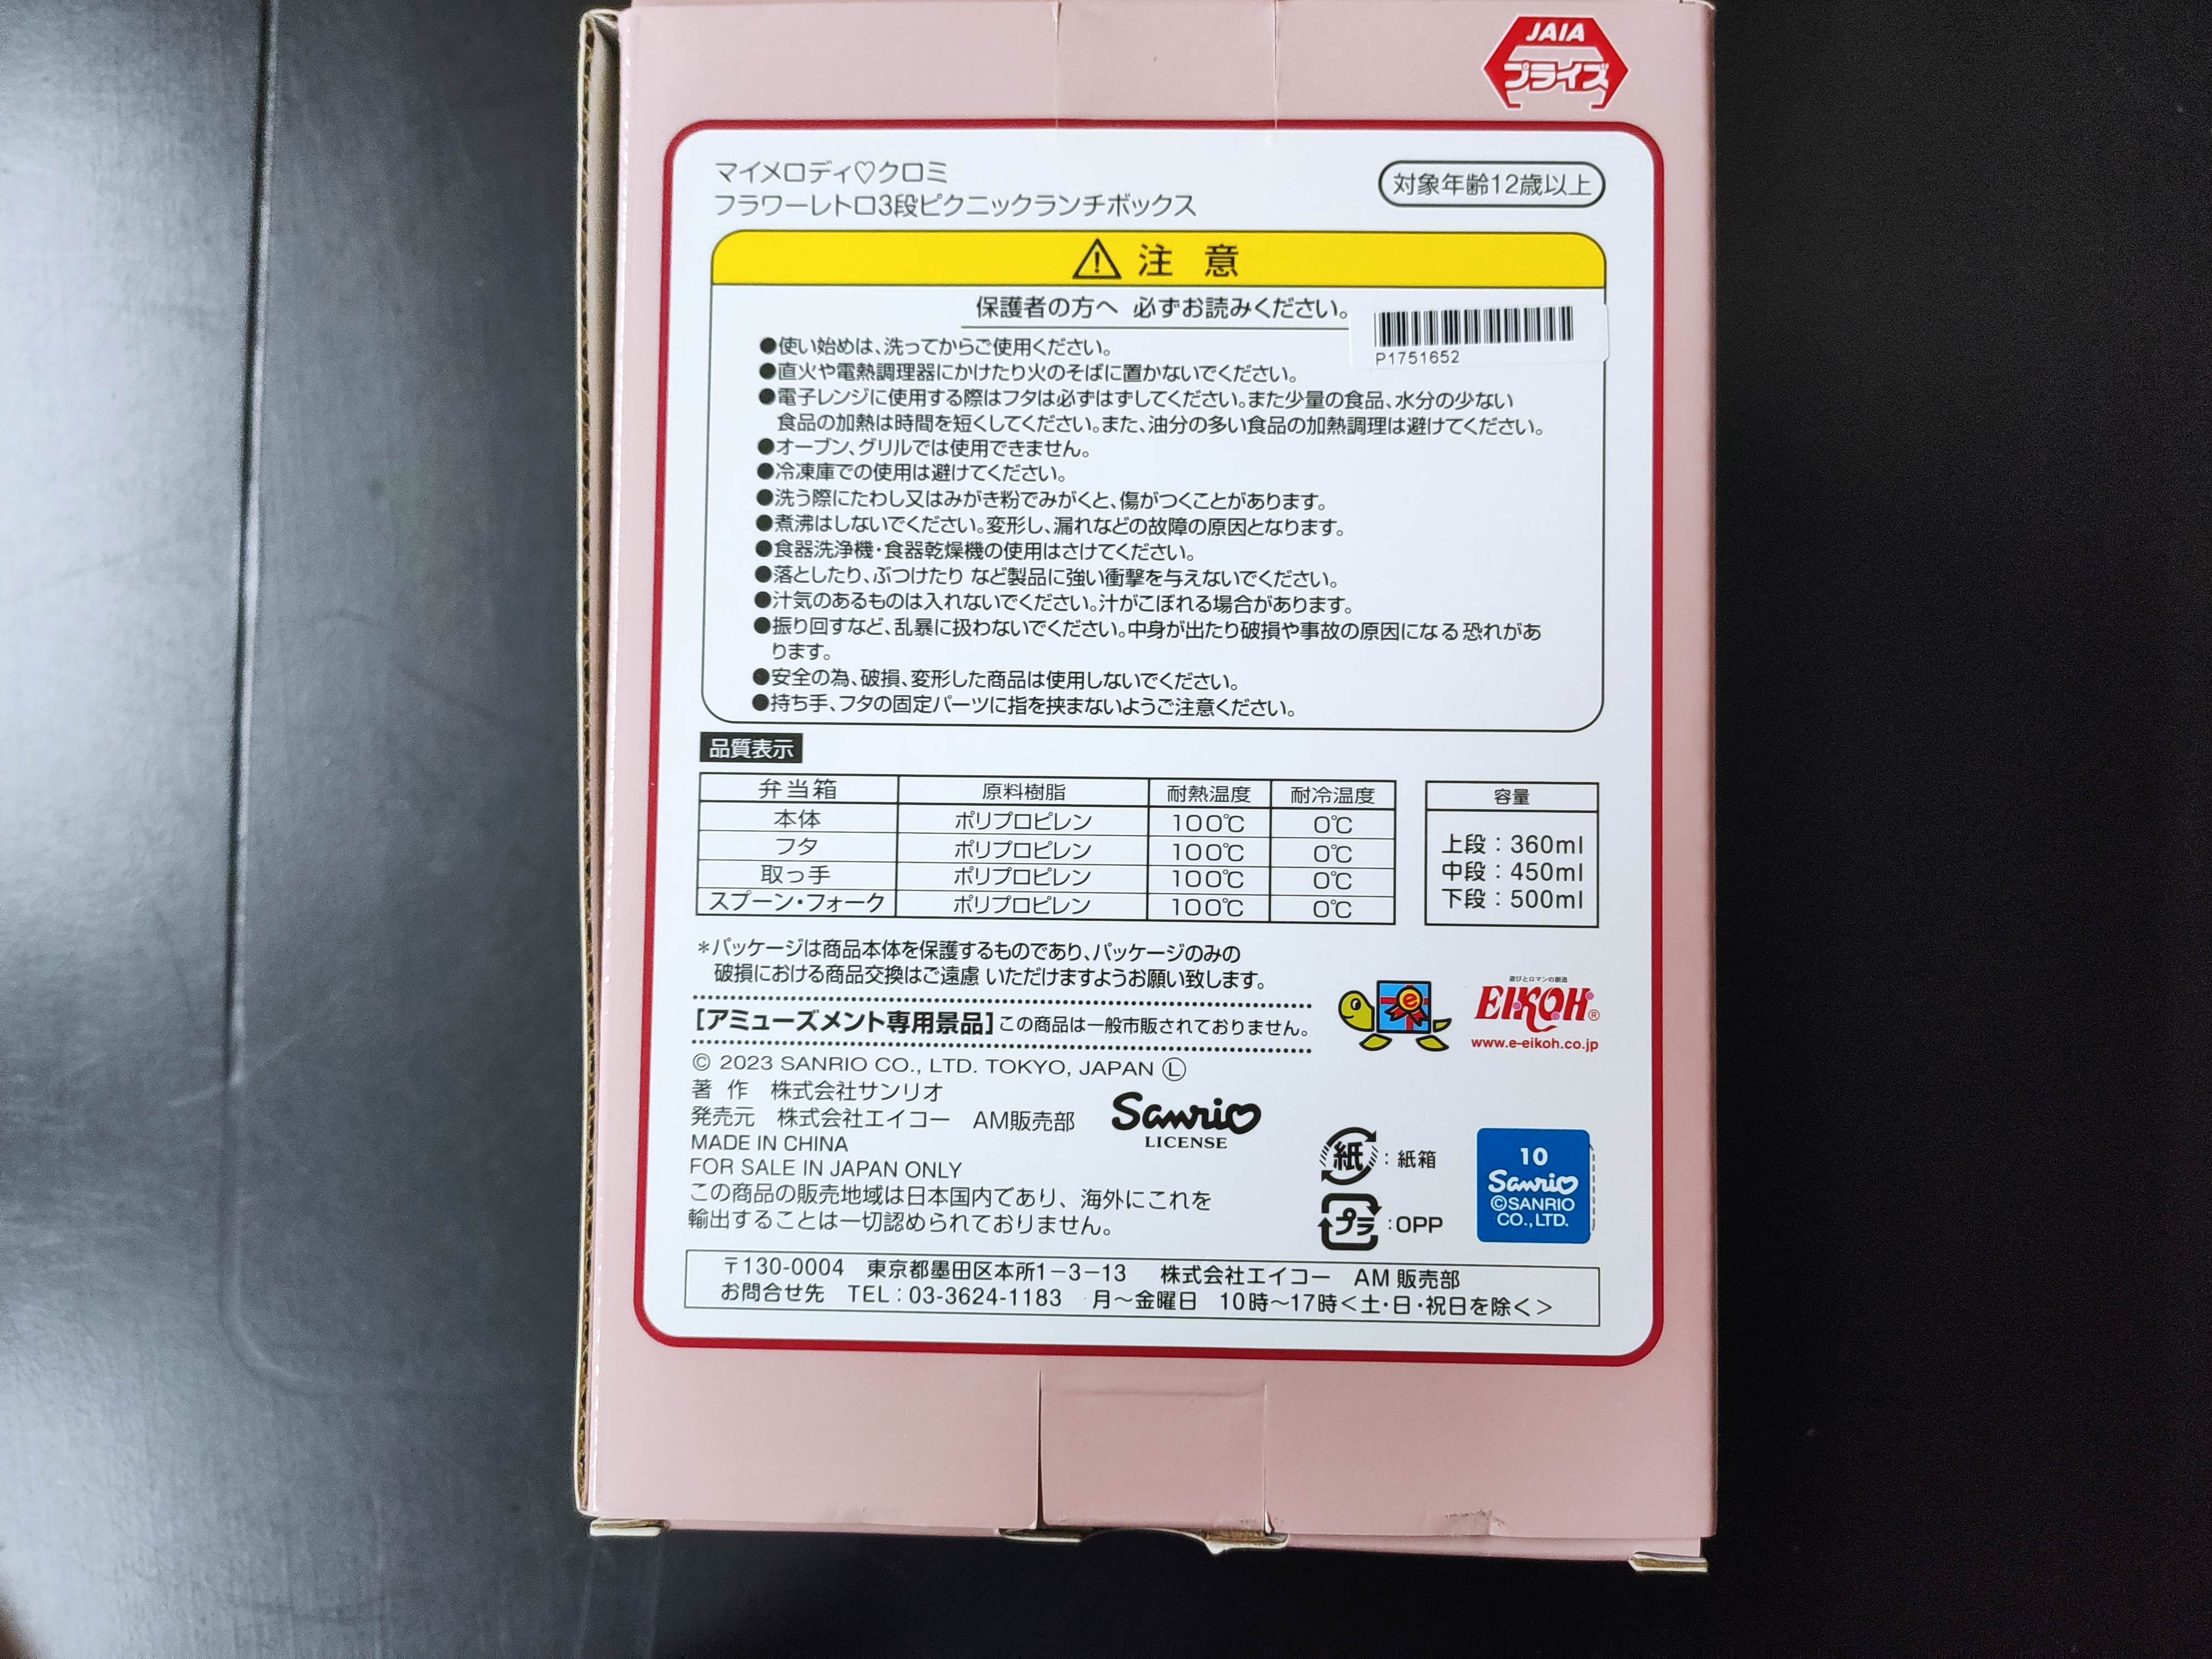 JAIA
プライズ
マイメロディ♡クロミ
フラワーレトロ3段ピクニックランチボックス
対象年齢12歳以上
⚠ 注 意
保護者の方へ 必ずお読みください。
P1751652
●使い始めは、洗ってからご使用ください。
●直火や電熱調理器にかけたり火のそばに置かないでください。
●電子レンジに使用する際はフタは必ずはずしてください。また少量の食品、水分の少ない
食品の加熱は時間を短くしてください。また、油分の多い食品の加熱調理は避けてください。
●オーブン、グリルでは使用できません。
●冷凍庫での使用は避けてください。
●洗う際にたわし又はみがき粉でみがくと、傷がつくことがあります。
●煮沸はしないでください。変形し、漏れなどの故障の原因となります。
●食器洗浄機・食器乾燥機の使用はさけてください。
●落としたり、ぶつけたり など製品に強い衝撃を与えないでください。
●汁気のあるものは入れないでください。汁がこぼれる場合があります。
●振り回すなど、乱暴に扱わないでください。中身が出たり破損や事故の原因になる恐れがあ
ります。
●安全の為、破損、変形した商品は使用しないでください。
●持ち手、フタの固定パーツに指を挟まないようご注意ください。
品質表示
弁当箱 原料樹脂 耐熱温度 耐冷温度
本体 ポリプロピレン 100℃ 0℃
フタ ポリプロピレン 100℃ 0℃
取っ手 ポリプロピレン 100℃ 0℃
スプーン・フォーク ポリプロピレン 100℃ 0℃
容量
上段：360ml
中段：450ml
下段：500ml
*パッケージは商品本体を保護するものであり、パッケージのみの
破損における商品交換はご遠慮 いただけますようお願い致します。
[アミューズメント専用景品]この商品は一般市販されておりません。
e
遊びとロマンの創造
EIKOH®
www.e-eikoh.co.jp
© 2023 SANRIO CO., LTD. TOKYO, JAPAN Ⓛ
著 作 株式会社サンリオ
発売元 株式会社エイコー AM販売部
Sanrio
LICENSE
MADE IN CHINA
FOR SALE IN JAPAN ONLY
この商品の販売地域は日本国内であり、海外にこれを
輸出することは一切認められておりません。
紙：紙箱
プラ：OPP
10
Sanrio
©SANRIO
CO.,LTD.
〒130-0004 東京都墨田区本所1－3－13 株式会社エイコー AM 販売部
お問合せ先 TEL：03-3624-1183 月～金曜日 10時～17時＜土・日・祝日を除く＞